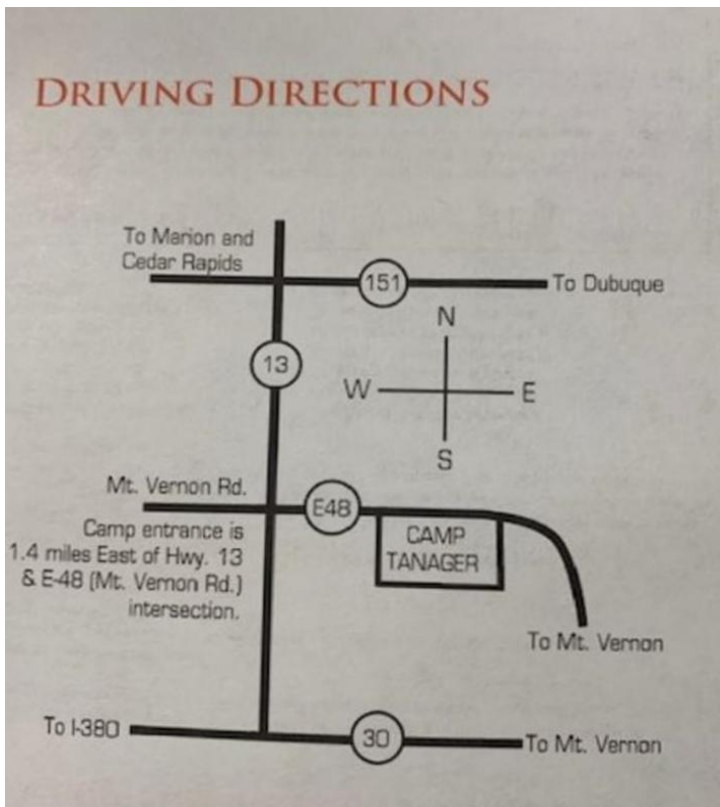 DRIVING DIRECTIONS
To Marion and
Cedar Rapids
151
To Dubuque
N
13
W
E
S
Mt. Vernon Rd.
E48
Camp entrance is
1.4 miles East of Hwy. 13
& E-48 (Mt. Vernon Rd.)
intersection.
CAMP
TANAGER
To Mt. Vernon
To I-380
30
To Mt. Vernon